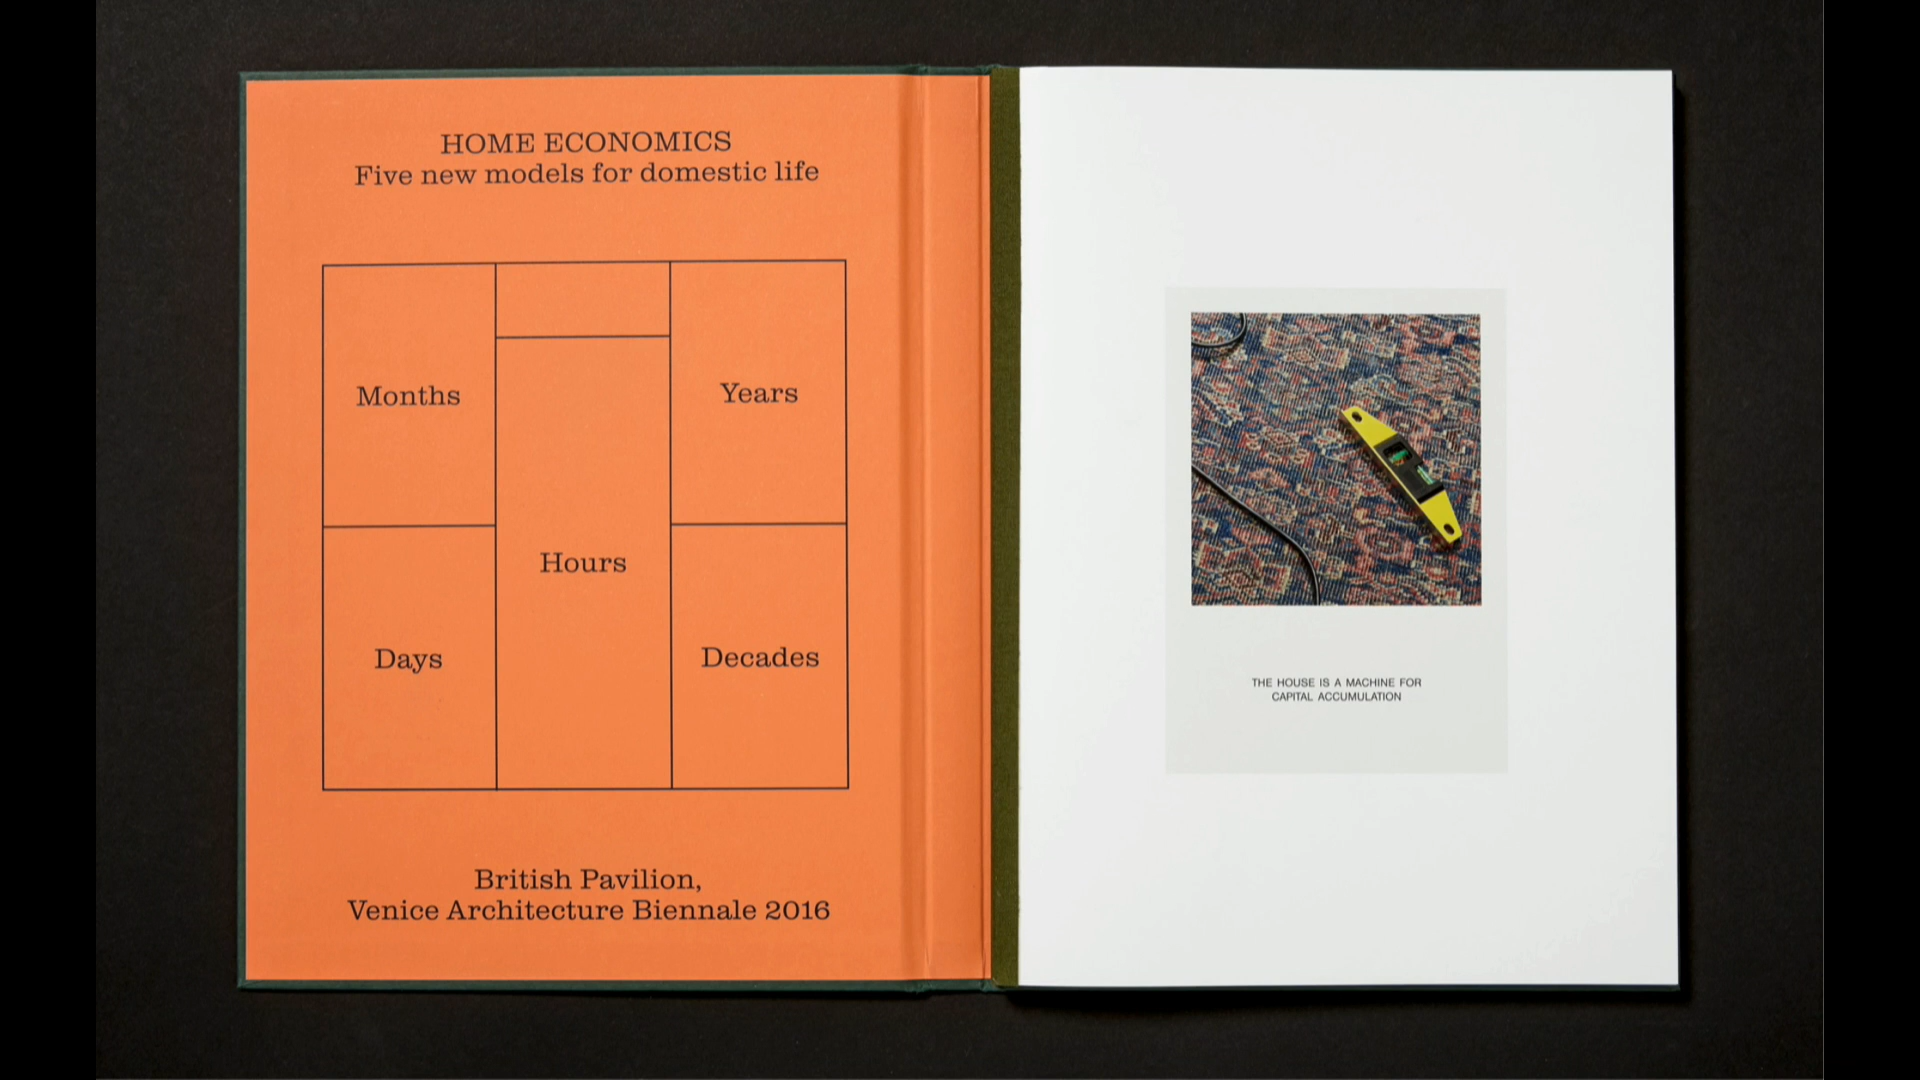 HOME ECONOMICS
Five new models for domestic life
Months
Years
Hours
Days
Decades
British Pavilion,
Venice Architecture Biennale 2016
THE HOUSE IS A MACHINE FOR
CAPITAL ACCUMULATION